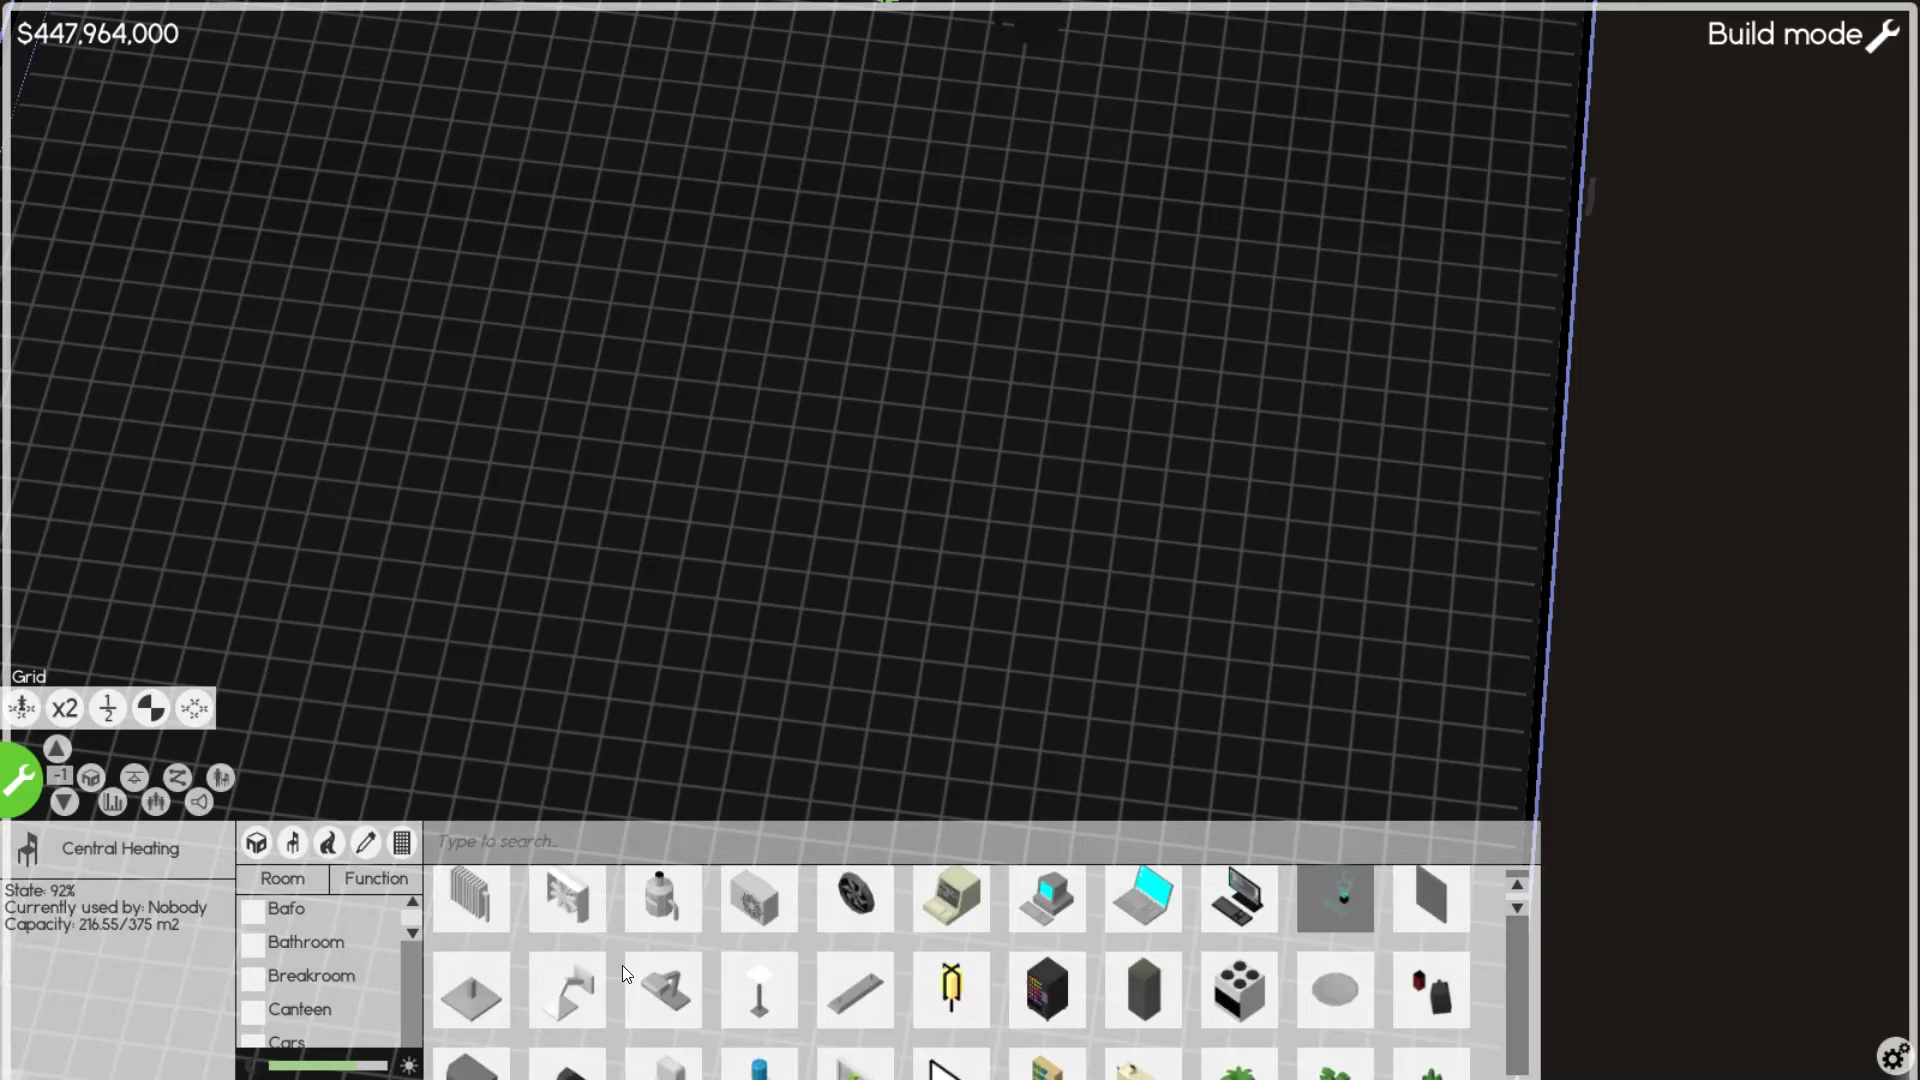 $447,964,000
Build mode
Grid
x2
1/2
-1
Central Heating
State: 92%
Currently used by: Nobody
Capacity: 216.55/375 m2
Room
Function
Bafo
Bathroom
Breakroom
Canteen
Cars
Type to search...